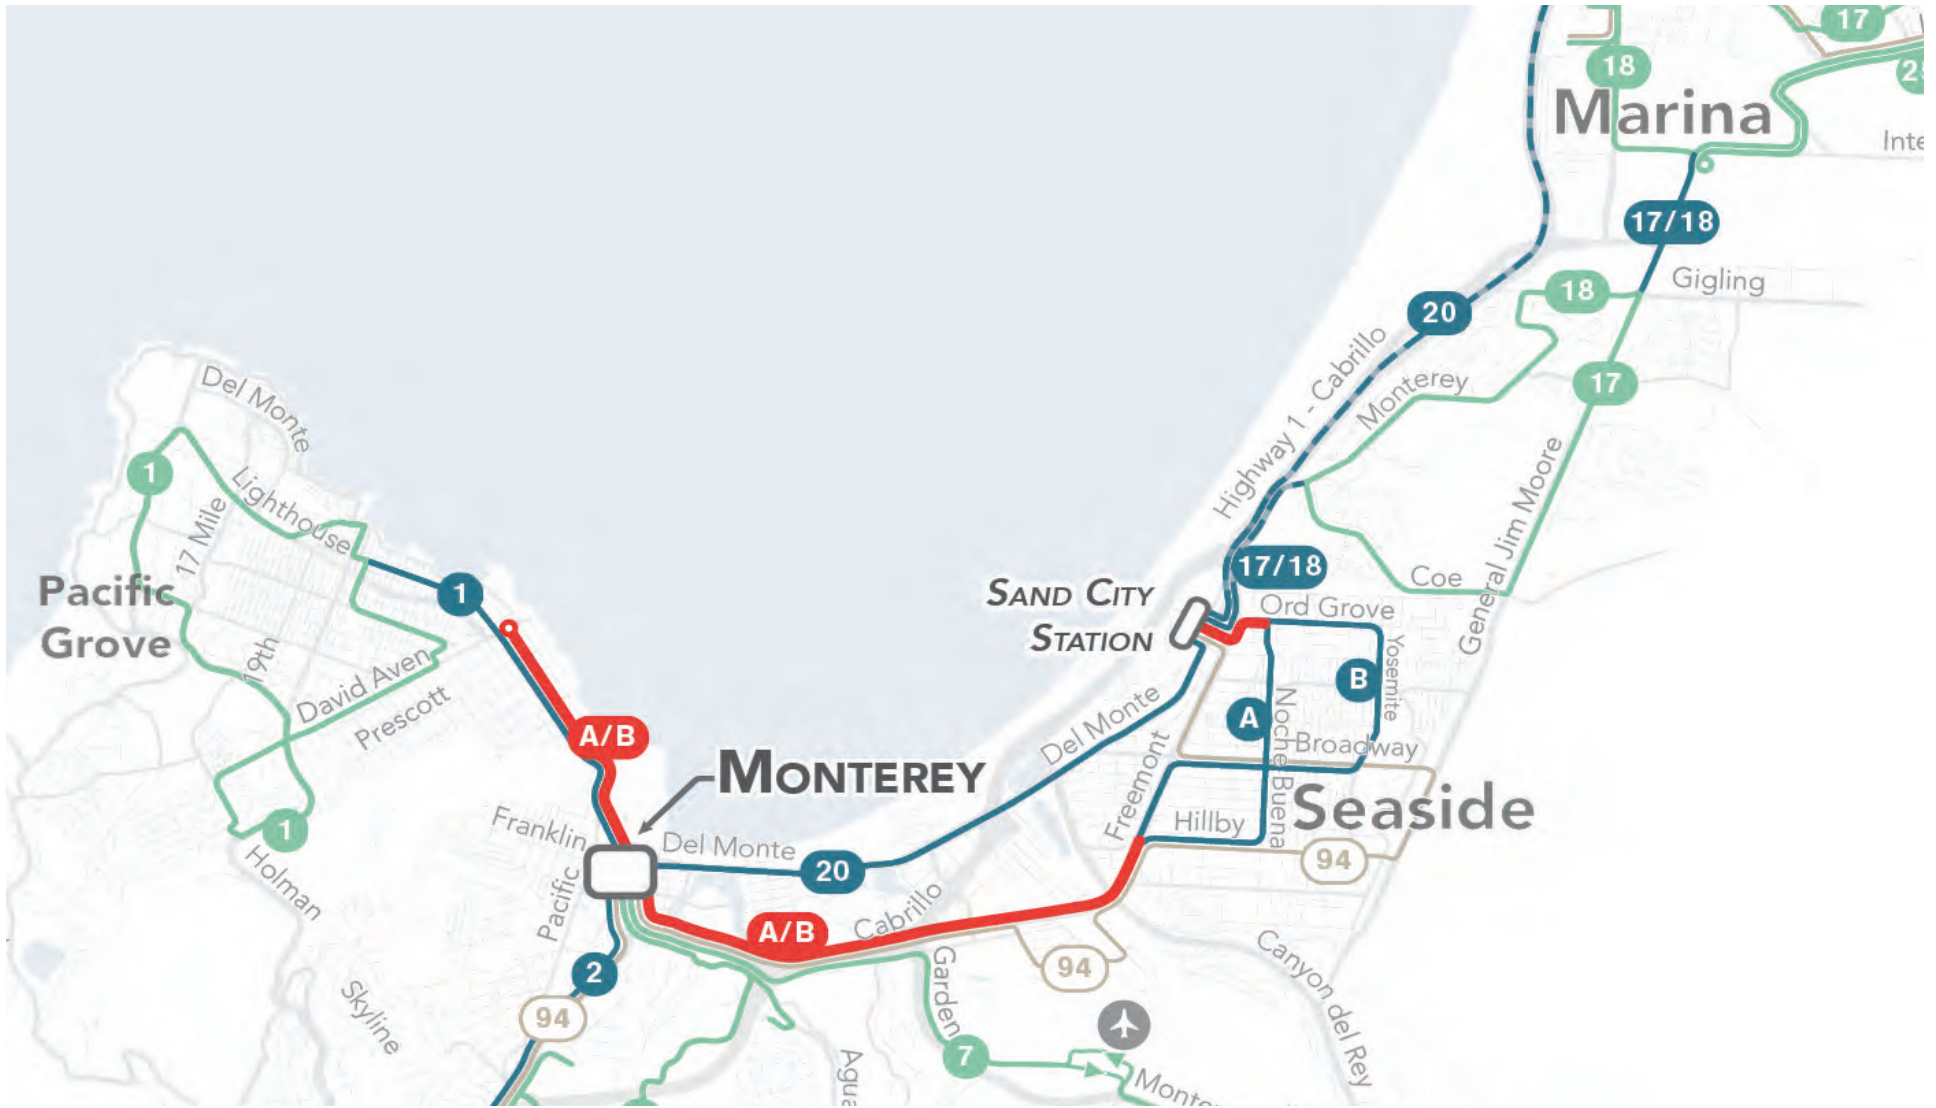 17
18
25
Marina
Inte
17/18
Gigling
18
20
Highway 1 - Cabrillo
Monterey
17
Del Monte
1
Lighthouse
17 Mile
General Jim Moore
17/18
Coe
Pacific
Grove
1
SAND CITY
STATION
Ord Grove
Yosemite
B
A
Noche Buena
19th
David Aven
Prescott
A/B
Del Monte
Broadway
MONTEREY
Freemont
Seaside
Franklin
Del Monte
Hillby
1
94
20
Holman
Pacific
Cabrillo
A/B
2
94
Garden
Canyon del Rey
Skyline
94
7
Agua